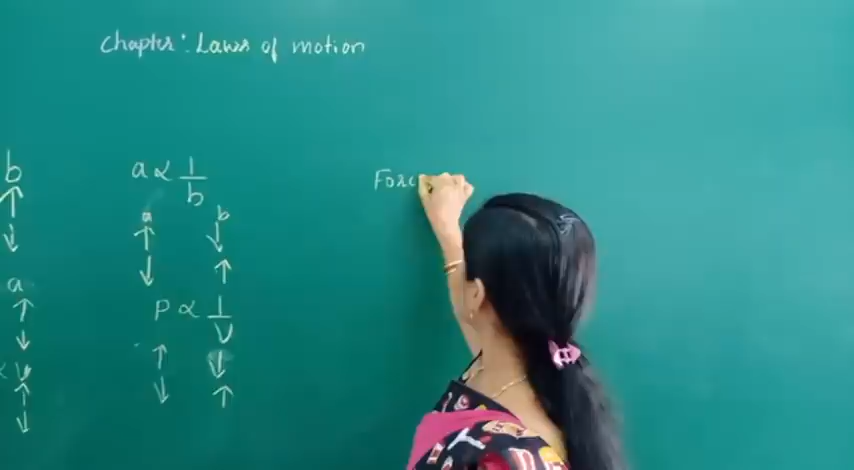 Chapter: Laws of motion
b
↑
↓
a
↑
↓
∝ V
↑
↓
a ∝ 1/b
a b
↑ ↓
↓ ↑
P ∝ 1/V
↑ ↓
↓ ↑
Forc